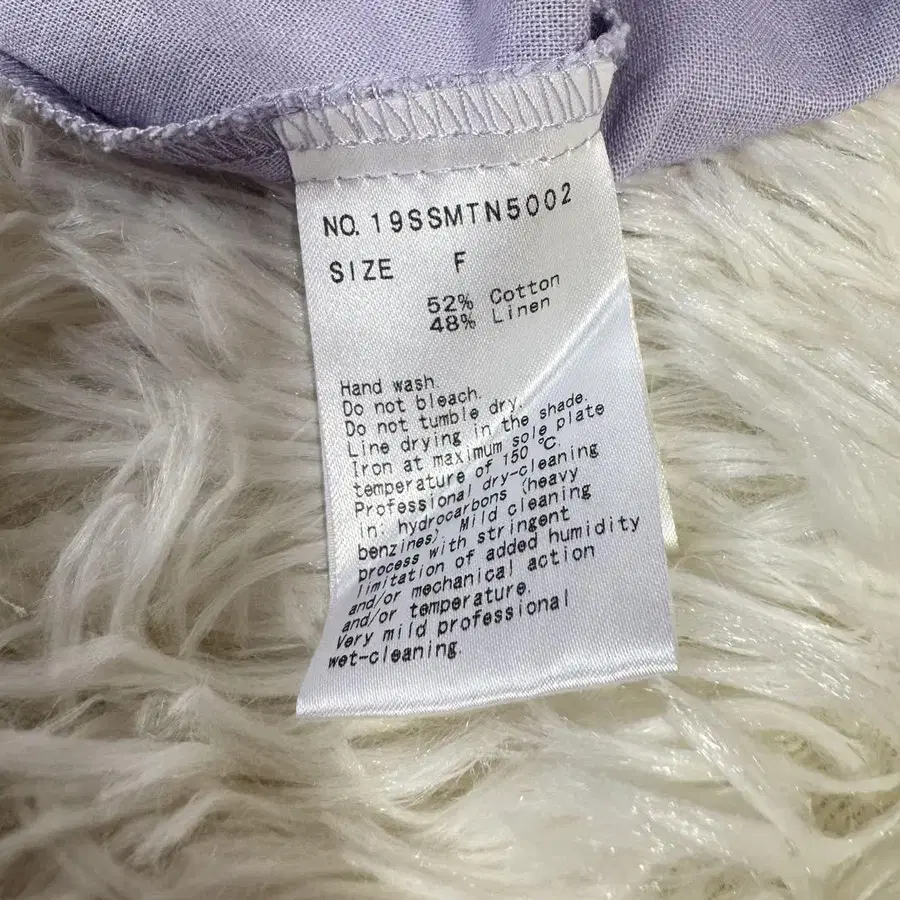 NO. 19SSMTN5002
SIZE F
52% Cotton
48% Linen
Hand wash.
Do not bleach.
Do not tumble dry.
Line drying in the shade.
Iron at maximum sole plate
temperature of 150 ℃.
Professional dry-cleaning
in: hydrocarbons (heavy
benzines) Mild cleaning
process with stringent
limitation of added humidity
and/or mechanical action
and/or temperature.
Very mild professional
wet-cleaning.